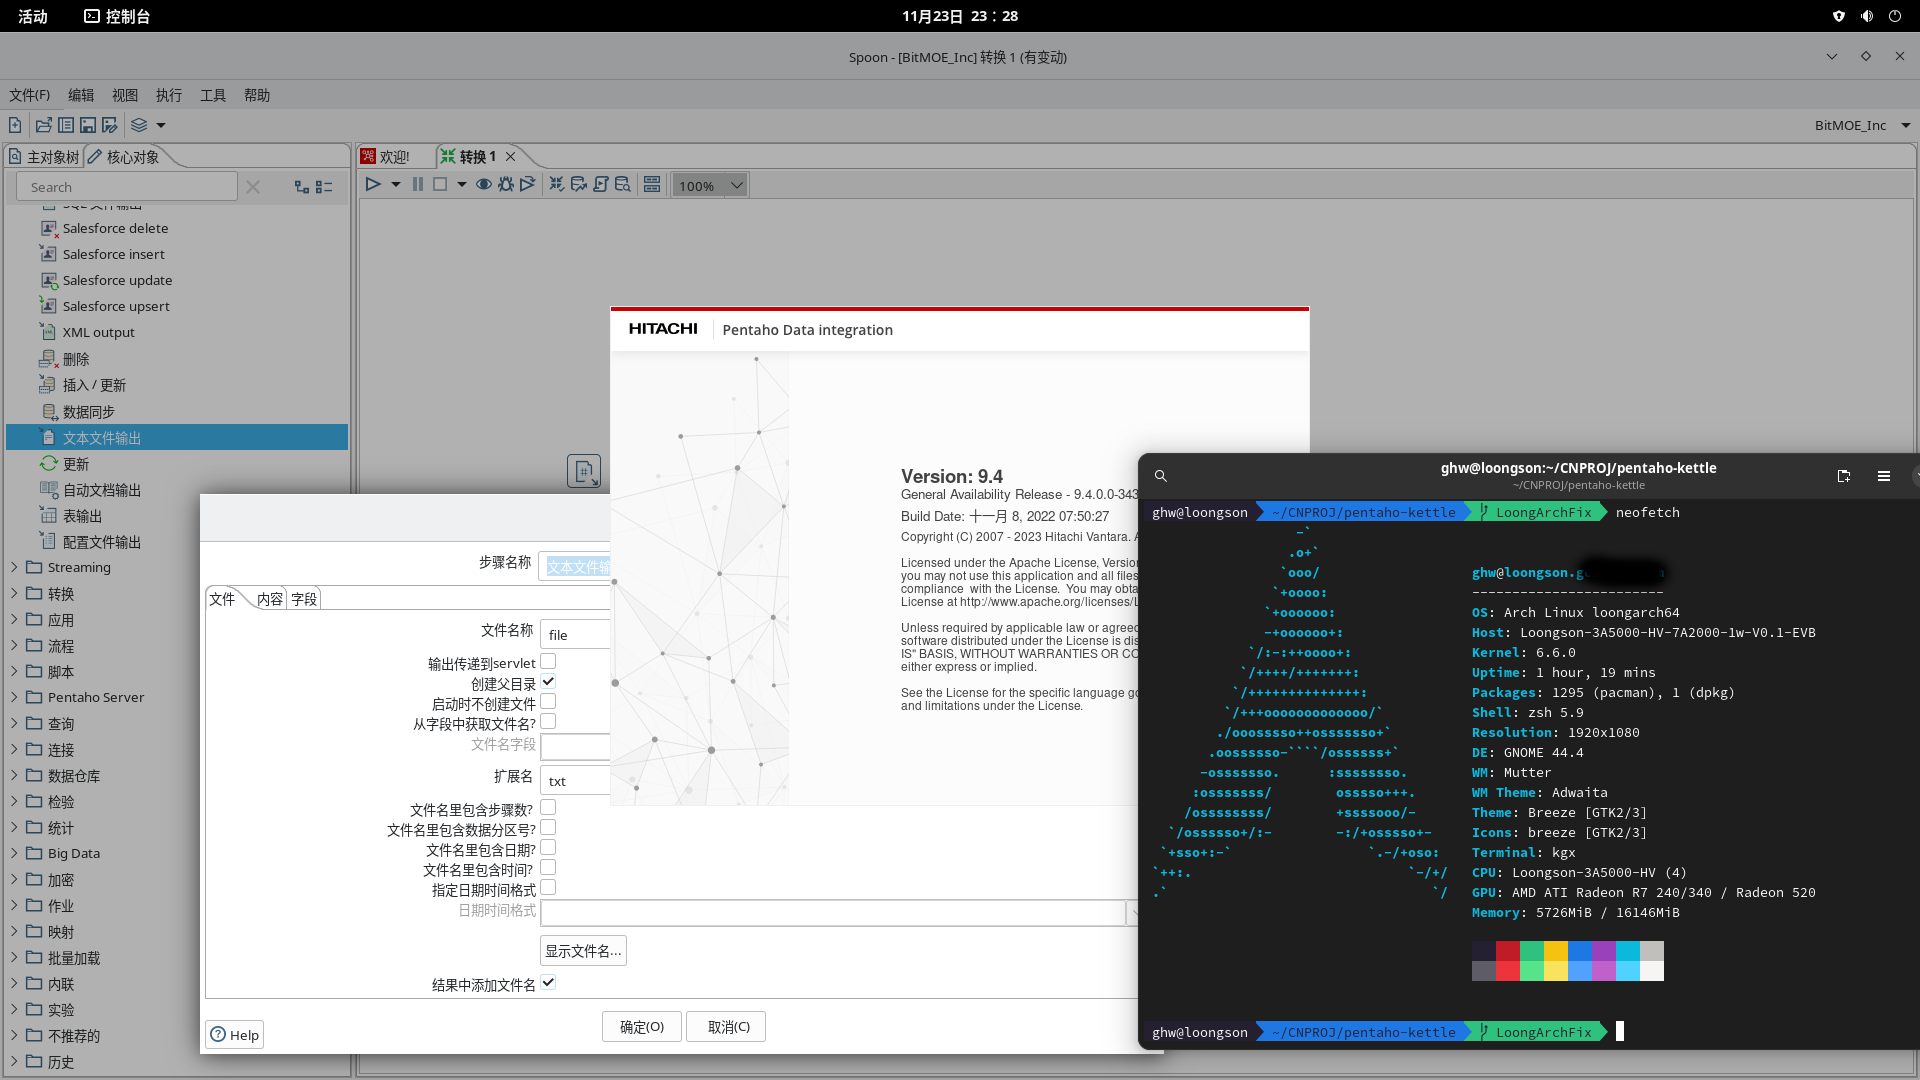 活动
控制台
11月23日 23：28
Spoon - [BitMOE_Inc] 转换 1 (有变动)
文件(F) 编辑 视图 执行 工具 帮助
BitMOE_Inc
主对象树 核心对象
Search
Salesforce delete
Salesforce insert
Salesforce update
Salesforce upsert
XML output
删除
插入 / 更新
数据同步
文本文件输出
更新
自动文档输出
表输出
配置文件输出
Streaming
转换
应用
流程
脚本
Pentaho Server
查询
连接
数据仓库
检验
统计
Big Data
加密
作业
映射
批量加载
内联
实验
不推荐的
历史
欢迎!
转换 1
100%
步骤名称 文本文件输
文件 内容 字段
文件名称 file
输出传递到servlet
创建父目录
启动时不创建文件
从字段中获取文件名?
文件名字段
扩展名 txt
文件名里包含步骤数?
文件名里包含数据分区号?
文件名里包含日期?
文件名里包含时间?
指定日期时间格式
日期时间格式
显示文件名...
结果中添加文件名
Help
确定(O) 取消(C)
HITACHI Pentaho Data integration
Version: 9.4
General Availability Release - 9.4.0.0-343
Build Date: 十一月 8, 2022 07:50:27
Copyright (C) 2007 - 2023 Hitachi Vantara.
Licensed under the Apache License, Version
you may not use this application and all files
compliance with the License. You may obta
License at http://www.apache.org/licenses/
Unless required by applicable law or agreed
software distributed under the License is dis
IS" BASIS, WITHOUT WARRANTIES OR CO
either express or implied.
See the License for the specific language go
and limitations under the License.
ghw@loongson:~/CNPROJ/pentaho-kettle
~/CNPROJ/pentaho-kettle
ghw@loongson ~/CNPROJ/pentaho-kettle LoongArchFix neofetch
ghw@loongson.g
------------------------
OS: Arch Linux loongarch64
Host: Loongson-3A5000-HV-7A2000-1w-V0.1-EVB
Kernel: 6.6.0
Uptime: 1 hour, 19 mins
Packages: 1295 (pacman), 1 (dpkg)
Shell: zsh 5.9
Resolution: 1920x1080
DE: GNOME 44.4
WM: Mutter
WM Theme: Adwaita
Theme: Breeze [GTK2/3]
Icons: breeze [GTK2/3]
Terminal: kgx
CPU: Loongson-3A5000-HV (4)
GPU: AMD ATI Radeon R7 240/340 / Radeon 520
Memory: 5726MiB / 16146MiB
ghw@loongson ~/CNPROJ/pentaho-kettle LoongArchFix